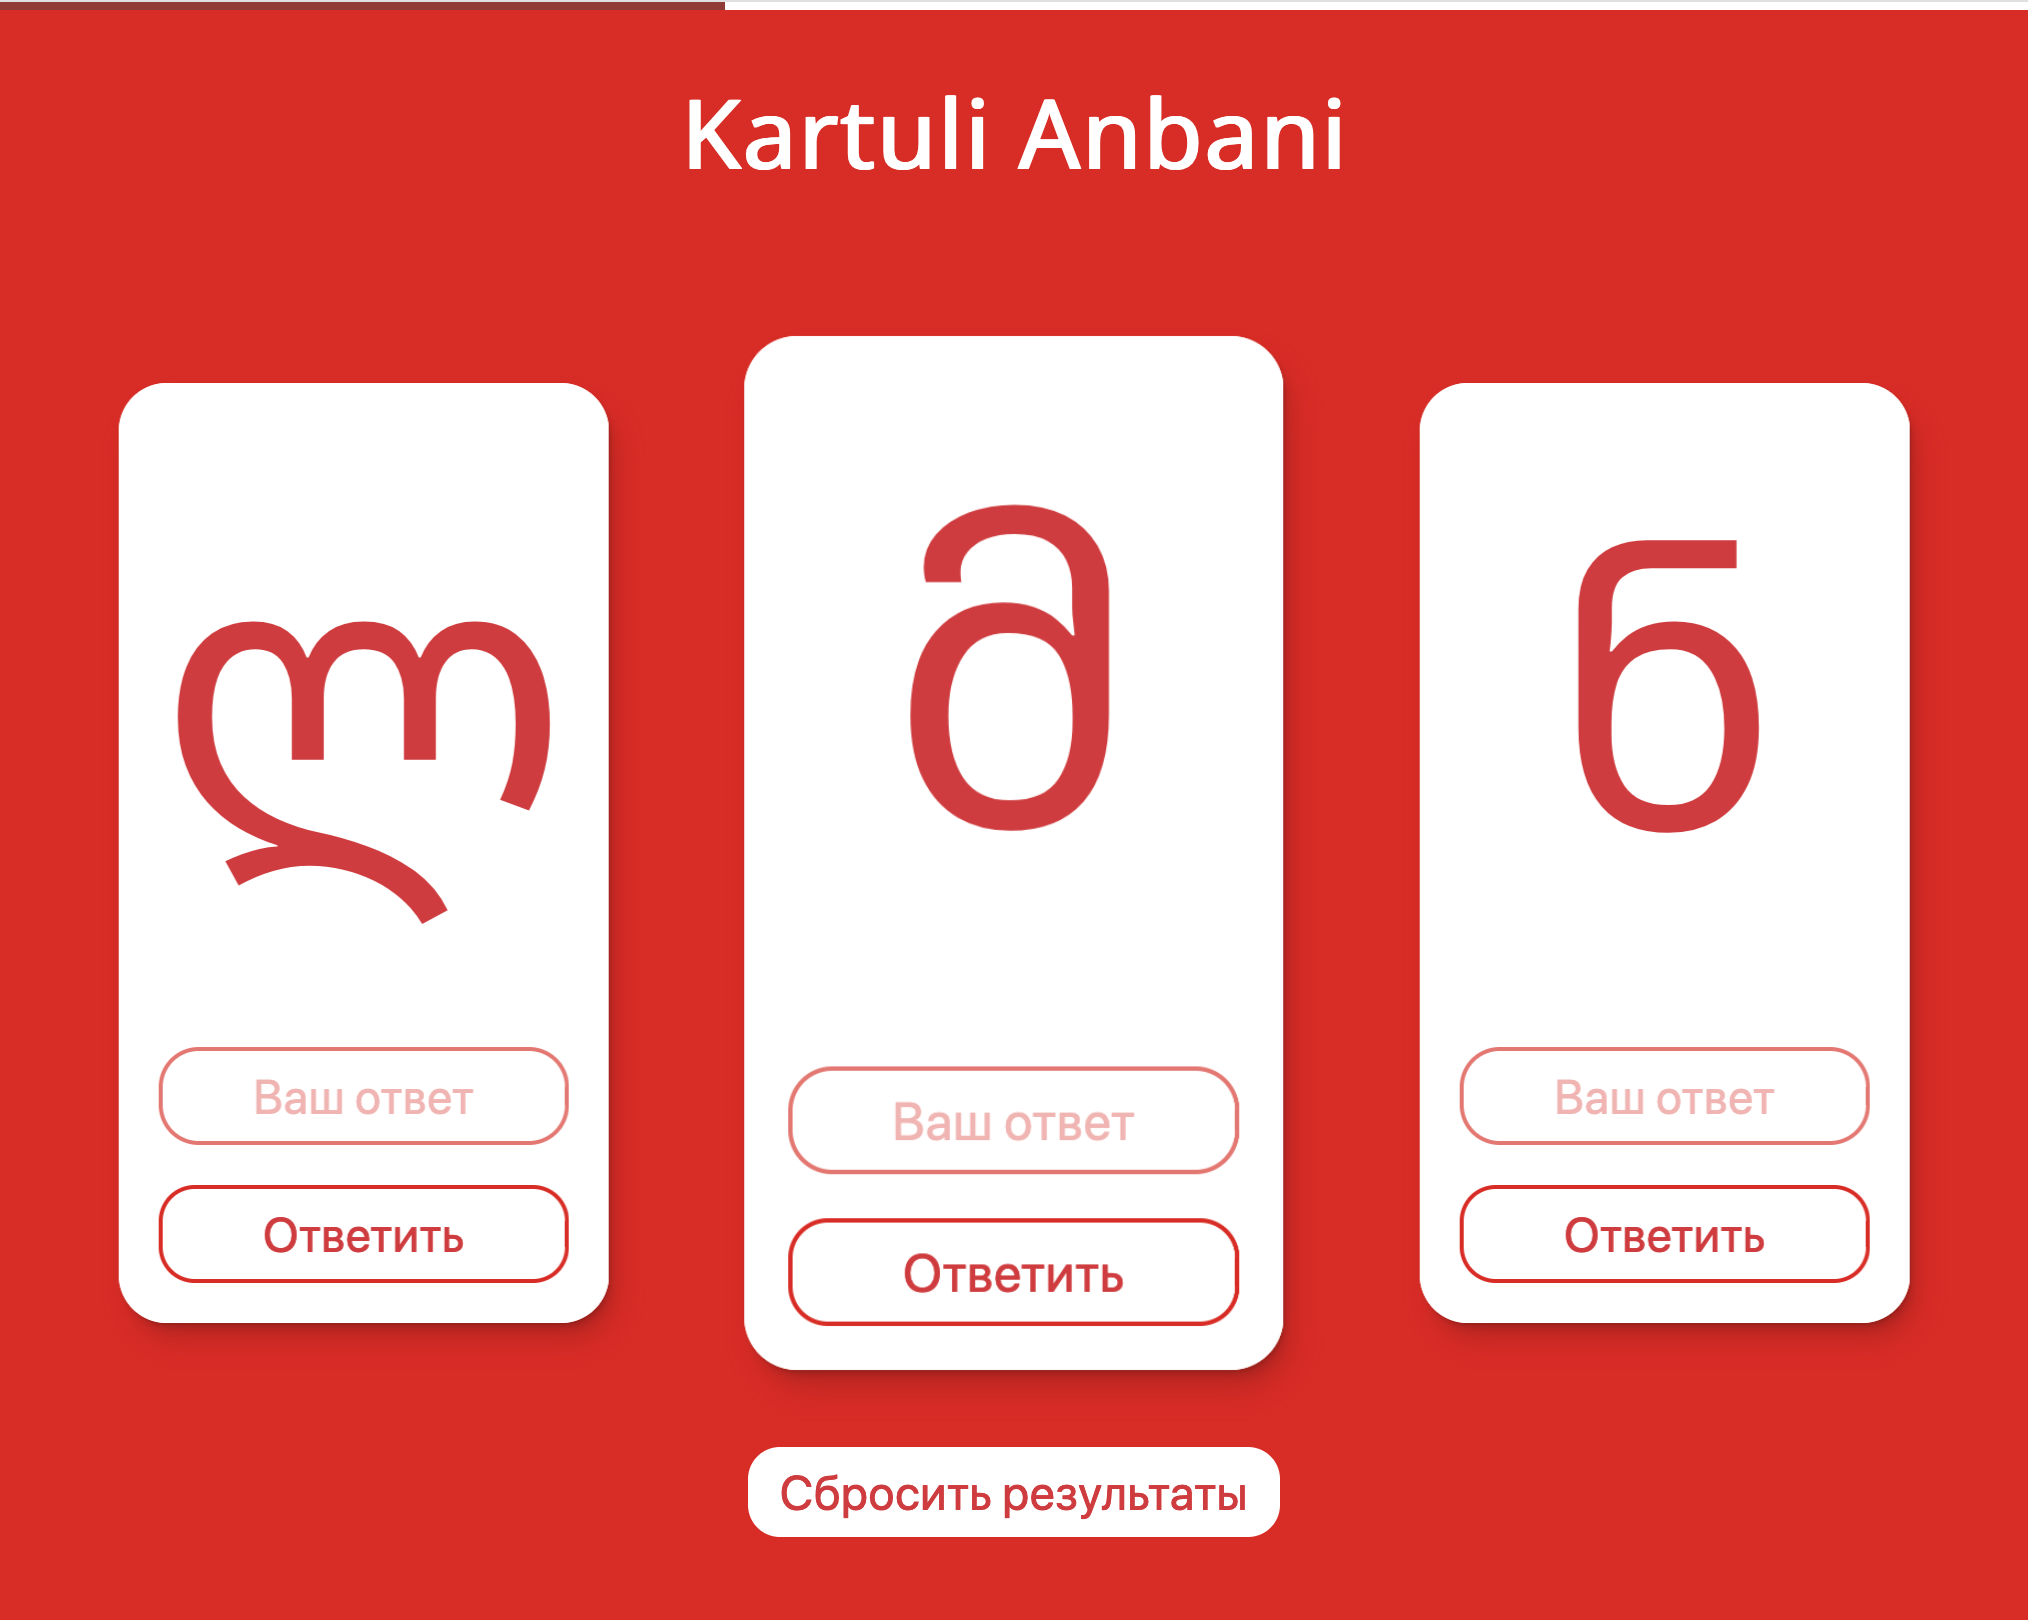 Kartuli Anbani
ლ
მ
ნ
Ваш ответ
Ваш ответ
Ваш ответ
Ответить
Ответить
Ответить
Сбросить результаты